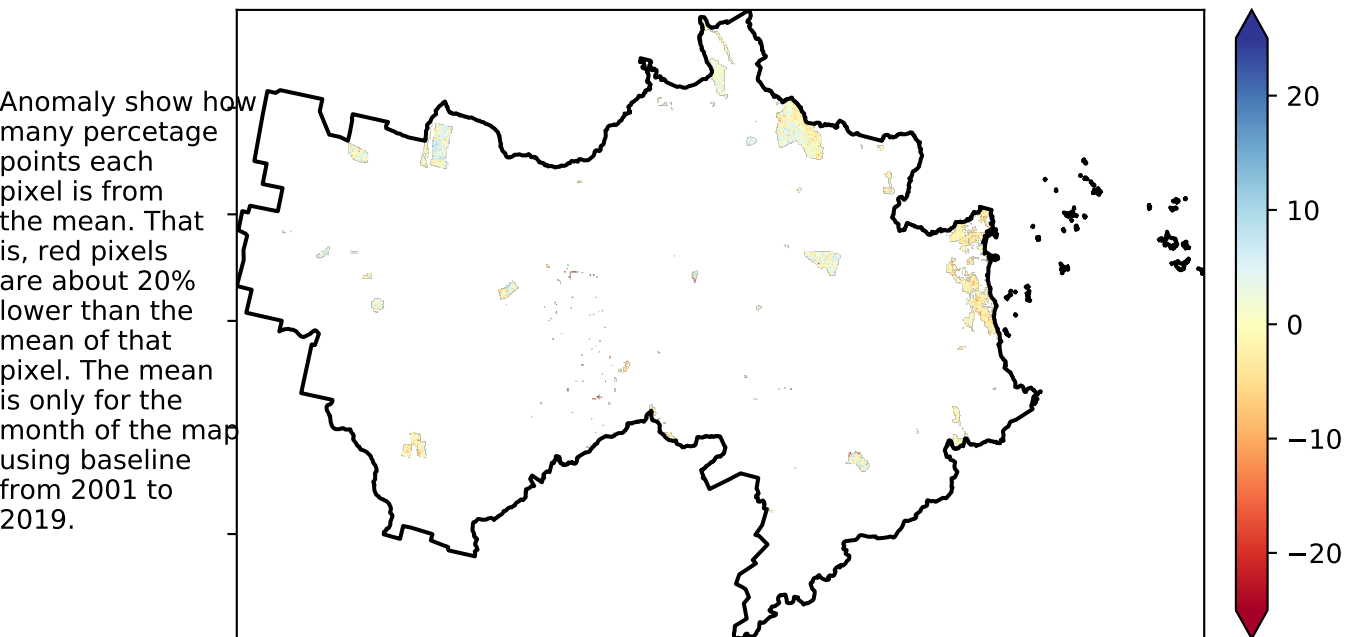 Anomaly show how
many percetage
points each
pixel is from
the mean. That
is, red pixels
are about 20%
lower than the
mean of that
pixel. The mean
is only for the
month of the map
using baseline
from 2001 to
2019.
20
10
0
−10
−20